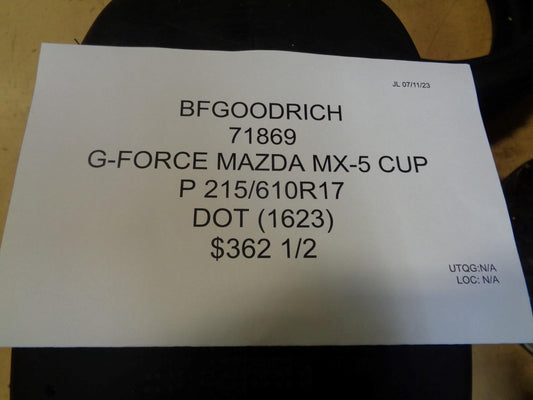 JL 07/11/23
BFGOODRICH
71869
G-FORCE MAZDA MX-5 CUP
P 215/610R17
DOT (1623)
$362 1/2
UTQG:N/A
LOC: N/A